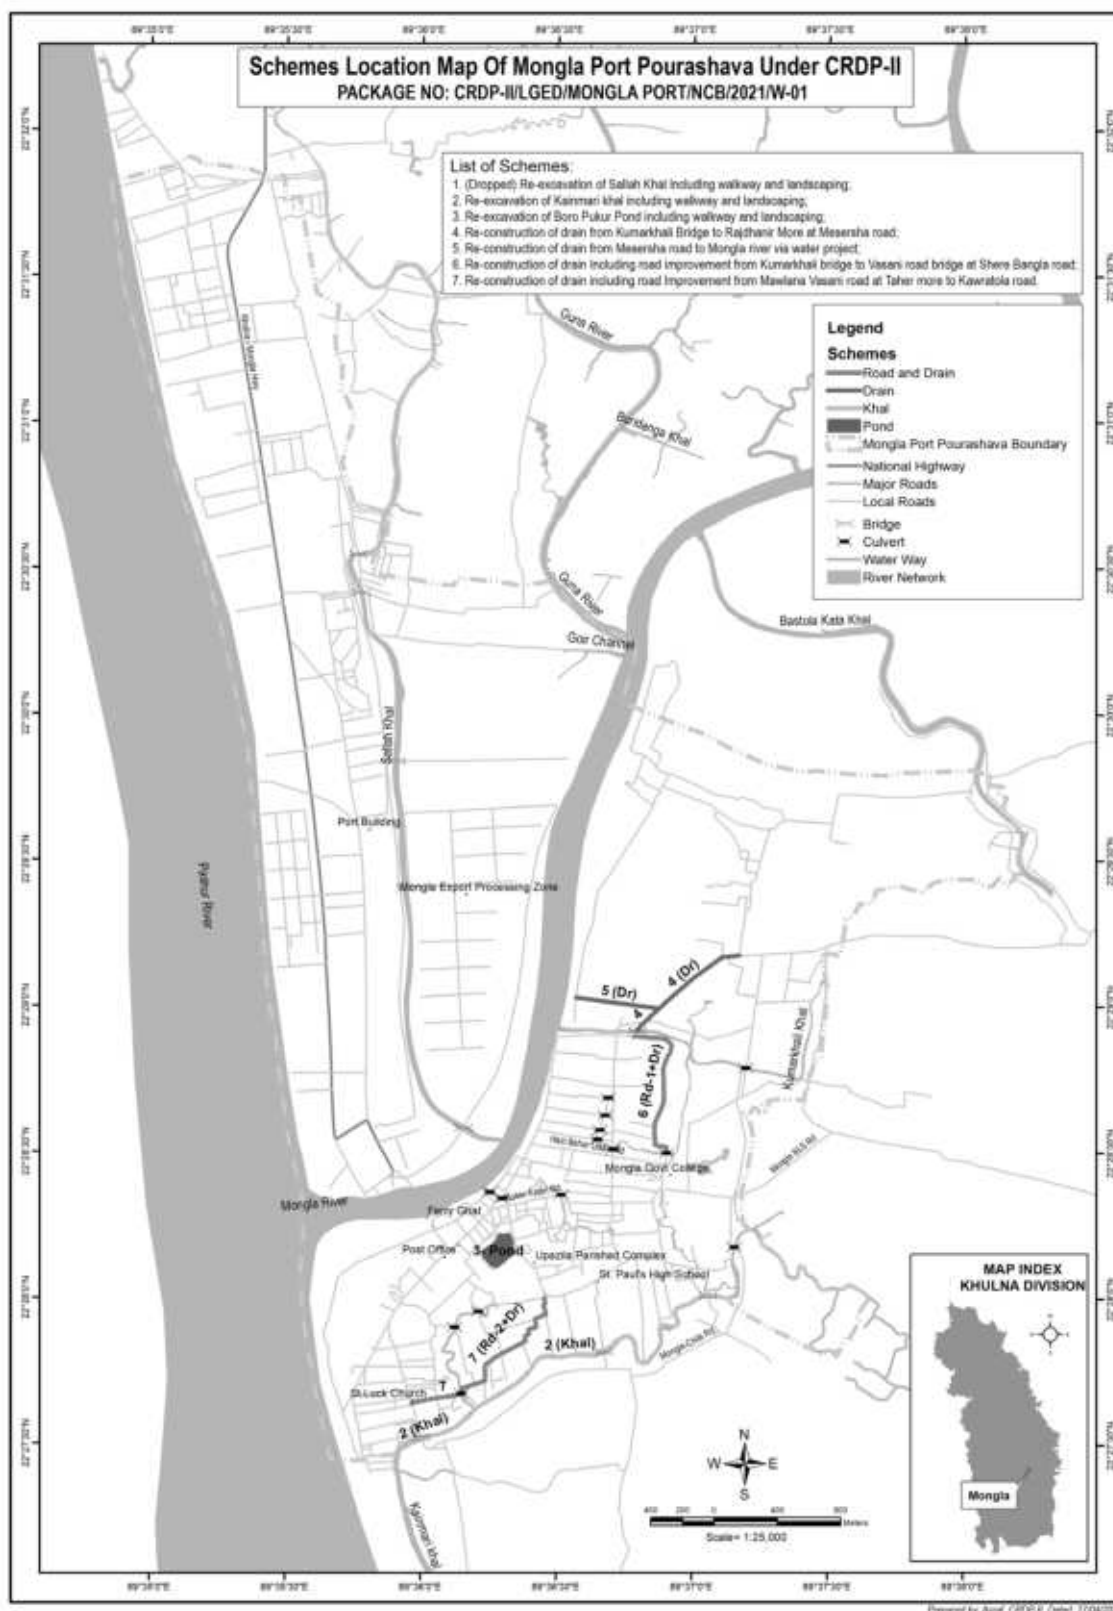 Schemes Location Map Of Mongla Port Pourashava Under CRDP-II
PACKAGE NO: CRDP-II/LGED/MONGLA PORT/NCB/2021/W-01
List of Schemes:
1. (Dropped) Re-excavation of Sallah Khal including walkway and landscaping;
2. Re-excavation of Kainmari khal including walkway and landscaping;
3. Re-excavation of Boro Pukur Pond including walkway and landscaping;
4. Re-construction of drain from Kumarkhali Bridge to Rajdhanir More at Mesersha road;
5. Re-construction of drain from Mesersha road to Mongla river via water project;
6. Re-construction of drain Including road improvement from Kumarkhali bridge to Vasani road bridge at Shere Bangla road;
7. Re-construction of drain including road Improvement from Mawlana Vasani road at Taher more to Kawratola road.
Legend
Schemes
Road and Drain
Drain
Khal
Pond
Mongla Port Pourashava Boundary
National Highway
Major Roads
Local Roads
Bridge
Culvert
Water Way
River Network
Guna River
Buridanga Khal
Guna River
Goir Channel
Bastola Kata Khal
Sallah Khal
Port Building
Mongla Export Processing Zone
Pashur River
4 (Dr)
5 (Dr)
4
6 (Rd-1+Dr)
Kumarkhali Khal
Mongla Govt College
Mongla River
Ferry Ghat
Post Office
3- Pond
Upazila Parishad Complex
St. Paul's High School
7 (Rd-2+Dr)
2 (Khal)
St.Luck Church
7
2 (Khal)
Kainmari khal
N
W E
S
400 200 0 400 800
Meters
Scale= 1:25,000
MAP INDEX
KHULNA DIVISION
Mongla